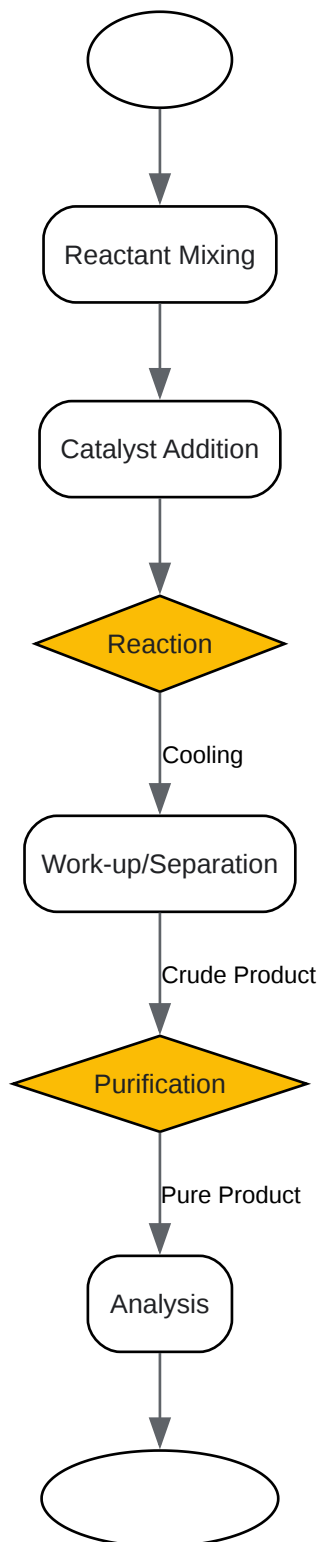 Reactant Mixing
Catalyst Addition
Reaction
Cooling
Work-up/Separation
Crude Product
Purification
Pure Product
Analysis